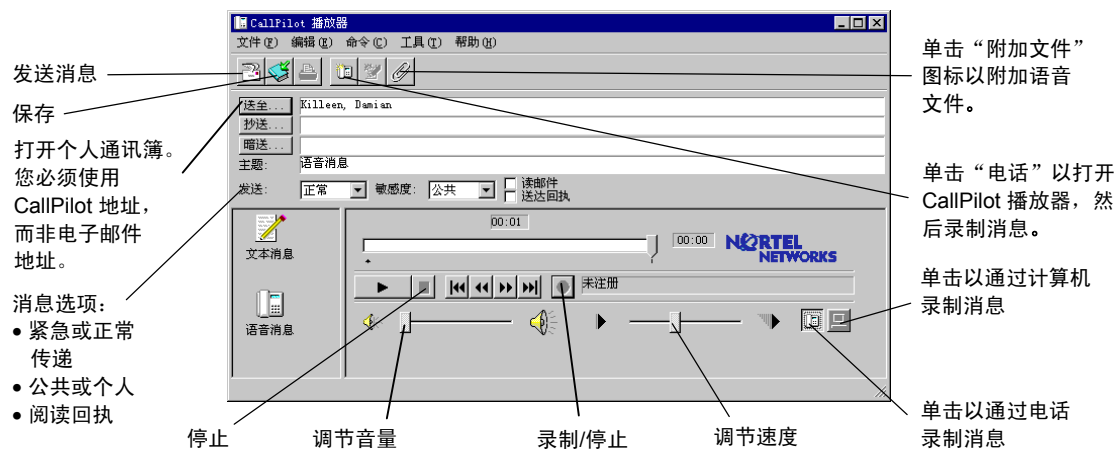 CallPilot 播放器
文件(F) 编辑(E) 命令(C) 工具(T) 帮助(H)
送至... Killeen, Damian
抄送...
暗送...
主题: 语音消息
发送: 正常 敏感度: 公共 读邮件
送达回执
文本消息
语音消息
00:01
00:00
NORTEL
NETWORKS
未注册
发送消息
保存
打开个人通讯簿。
您必须使用
CallPilot 地址，
而非电子邮件
地址。
消息选项：
• 紧急或正常
传递
• 公共或个人
• 阅读回执
停止
调节音量
录制/停止
调节速度
单击“附加文件”
图标以附加语音
文件。
单击“电话”以打开
CallPilot 播放器，然
后录制消息。
单击以通过计算机
录制消息
单击以通过电话
录制消息